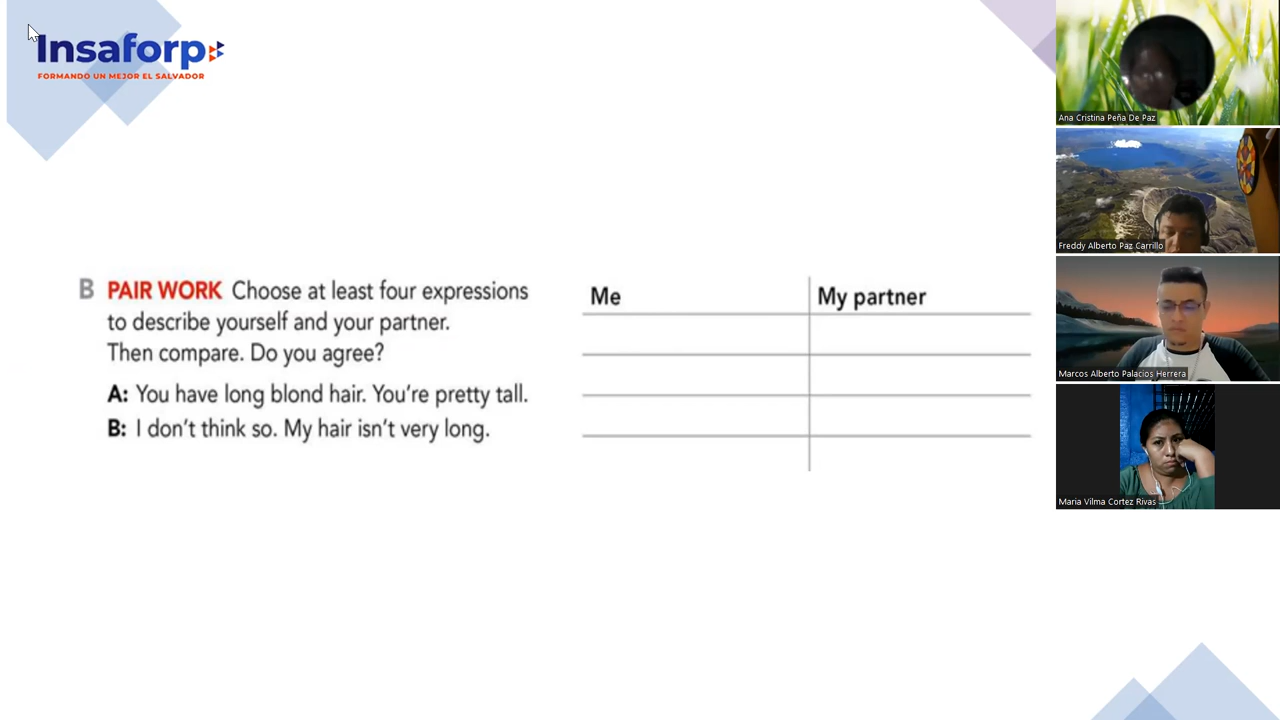 Insaforp
FORMANDO UN MEJOR EL SALVADOR
B PAIR WORK Choose at least four expressions
to describe yourself and your partner.
Then compare. Do you agree?
A: You have long blond hair. You're pretty tall.
B: I don't think so. My hair isn't very long.
Me
My partner
Ana Cristina Peña De Paz
Freddy Alberto Paz Carrillo
Marcos Alberto Palacios Herrera
Maria Vilma Cortez Rivas